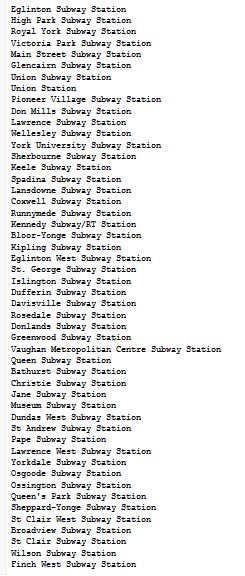 Eglinton Subway Station
High Park Subway Station
Royal York Subway Station
Victoria Park Subway Station
Main Street Subway Station
Glencairn Subway Station
Union Subway Station
Union Station
Pioneer Village Subway Station
Don Mills Subway Station
Lawrence Subway Station
Wellesley Subway Station
York University Subway Station
Sherbourne Subway Station
Keele Subway Station
Spadina Subway Station
Lansdowne Subway Station
Coxwell Subway Station
Runnymede Subway Station
Kennedy Subway/RT Station
Bloor-Yonge Subway Station
Kipling Subway Station
Eglinton West Subway Station
St. George Subway Station
Islington Subway Station
Dufferin Subway Station
Davisville Subway Station
Rosedale Subway Station
Donlands Subway Station
Greenwood Subway Station
Vaughan Metropolitan Centre Subway Station
Queen Subway Station
Bathurst Subway Station
Christie Subway Station
Jane Subway Station
Museum Subway Station
Dundas West Subway Station
St Andrew Subway Station
Pape Subway Station
Lawrence West Subway Station
Yorkdale Subway Station
Osgoode Subway Station
Ossington Subway Station
Queen's Park Subway Station
Sheppard-Yonge Subway Station
St Clair West Subway Station
Broadview Subway Station
St Clair Subway Station
Wilson Subway Station
Finch West Subway Station